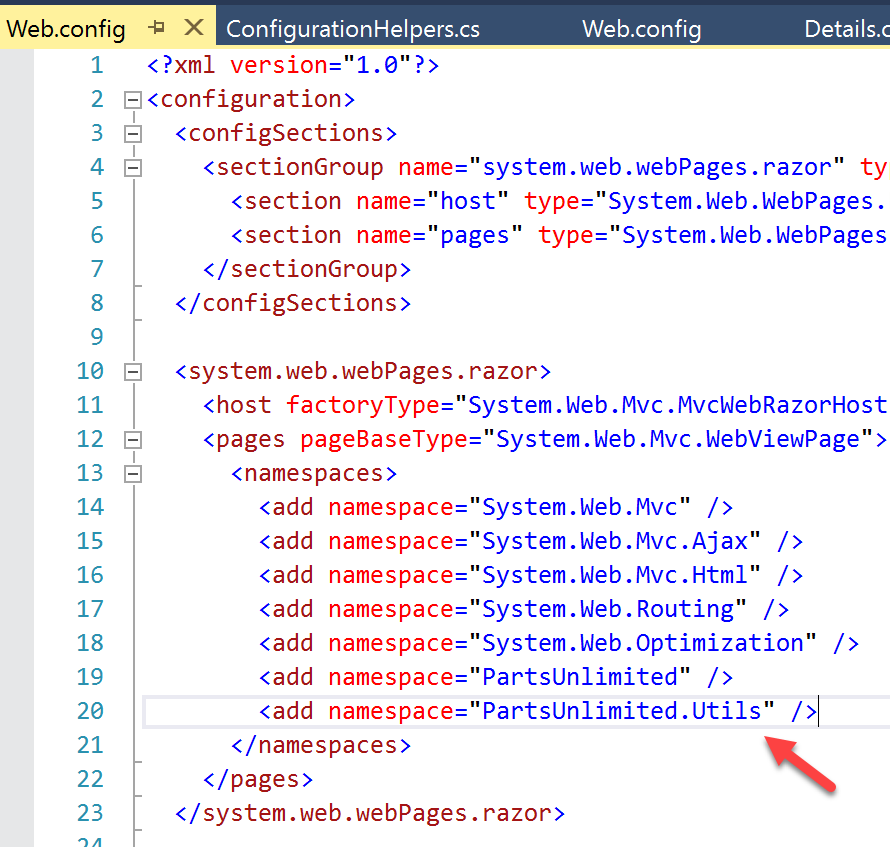 Web.config ConfigurationHelpers.cs Web.config Details.c
1 <?xml version="1.0"?>
2 <configuration>
3 <configSections>
4 <sectionGroup name="system.web.webPages.razor" ty
5 <section name="host" type="System.Web.WebPages.
6 <section name="pages" type="System.Web.WebPages
7 </sectionGroup>
8 </configSections>
9
10 <system.web.webPages.razor>
11 <host factoryType="System.Web.Mvc.MvcWebRazorHost
12 <pages pageBaseType="System.Web.Mvc.WebViewPage">
13 <namespaces>
14 <add namespace="System.Web.Mvc" />
15 <add namespace="System.Web.Mvc.Ajax" />
16 <add namespace="System.Web.Mvc.Html" />
17 <add namespace="System.Web.Routing" />
18 <add namespace="System.Web.Optimization" />
19 <add namespace="PartsUnlimited" />
20 <add namespace="PartsUnlimited.Utils" />
21 </namespaces>
22 </pages>
23 </system.web.webPages.razor>
24